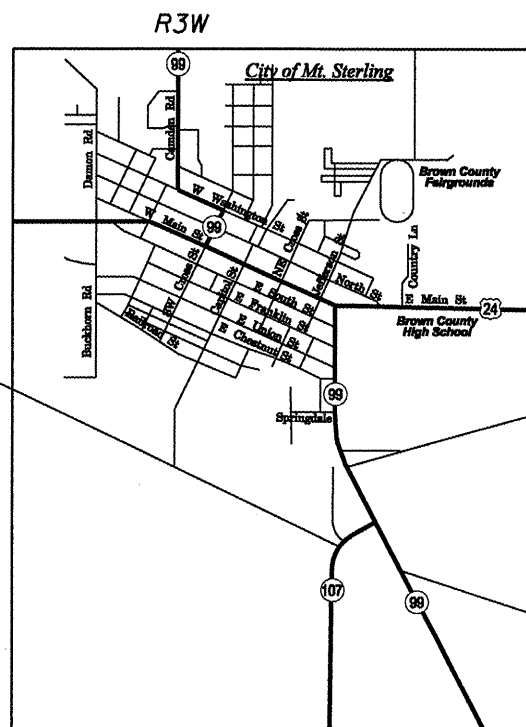 R3W
99
City of Mt. Sterling
Camden Rd
Damon Rd
Brown County
Fairgrounds
W Washington St
W Main St
99
NE Cross St
Jefferson St
Country Ln
North St
SW Cross St
Capitol St
E South St
E Franklin St
E Union St
E Chestnut St
Railroad St
Buckhorn Rd
E Main St
24
Brown County
High School
99
Springdale
107
99